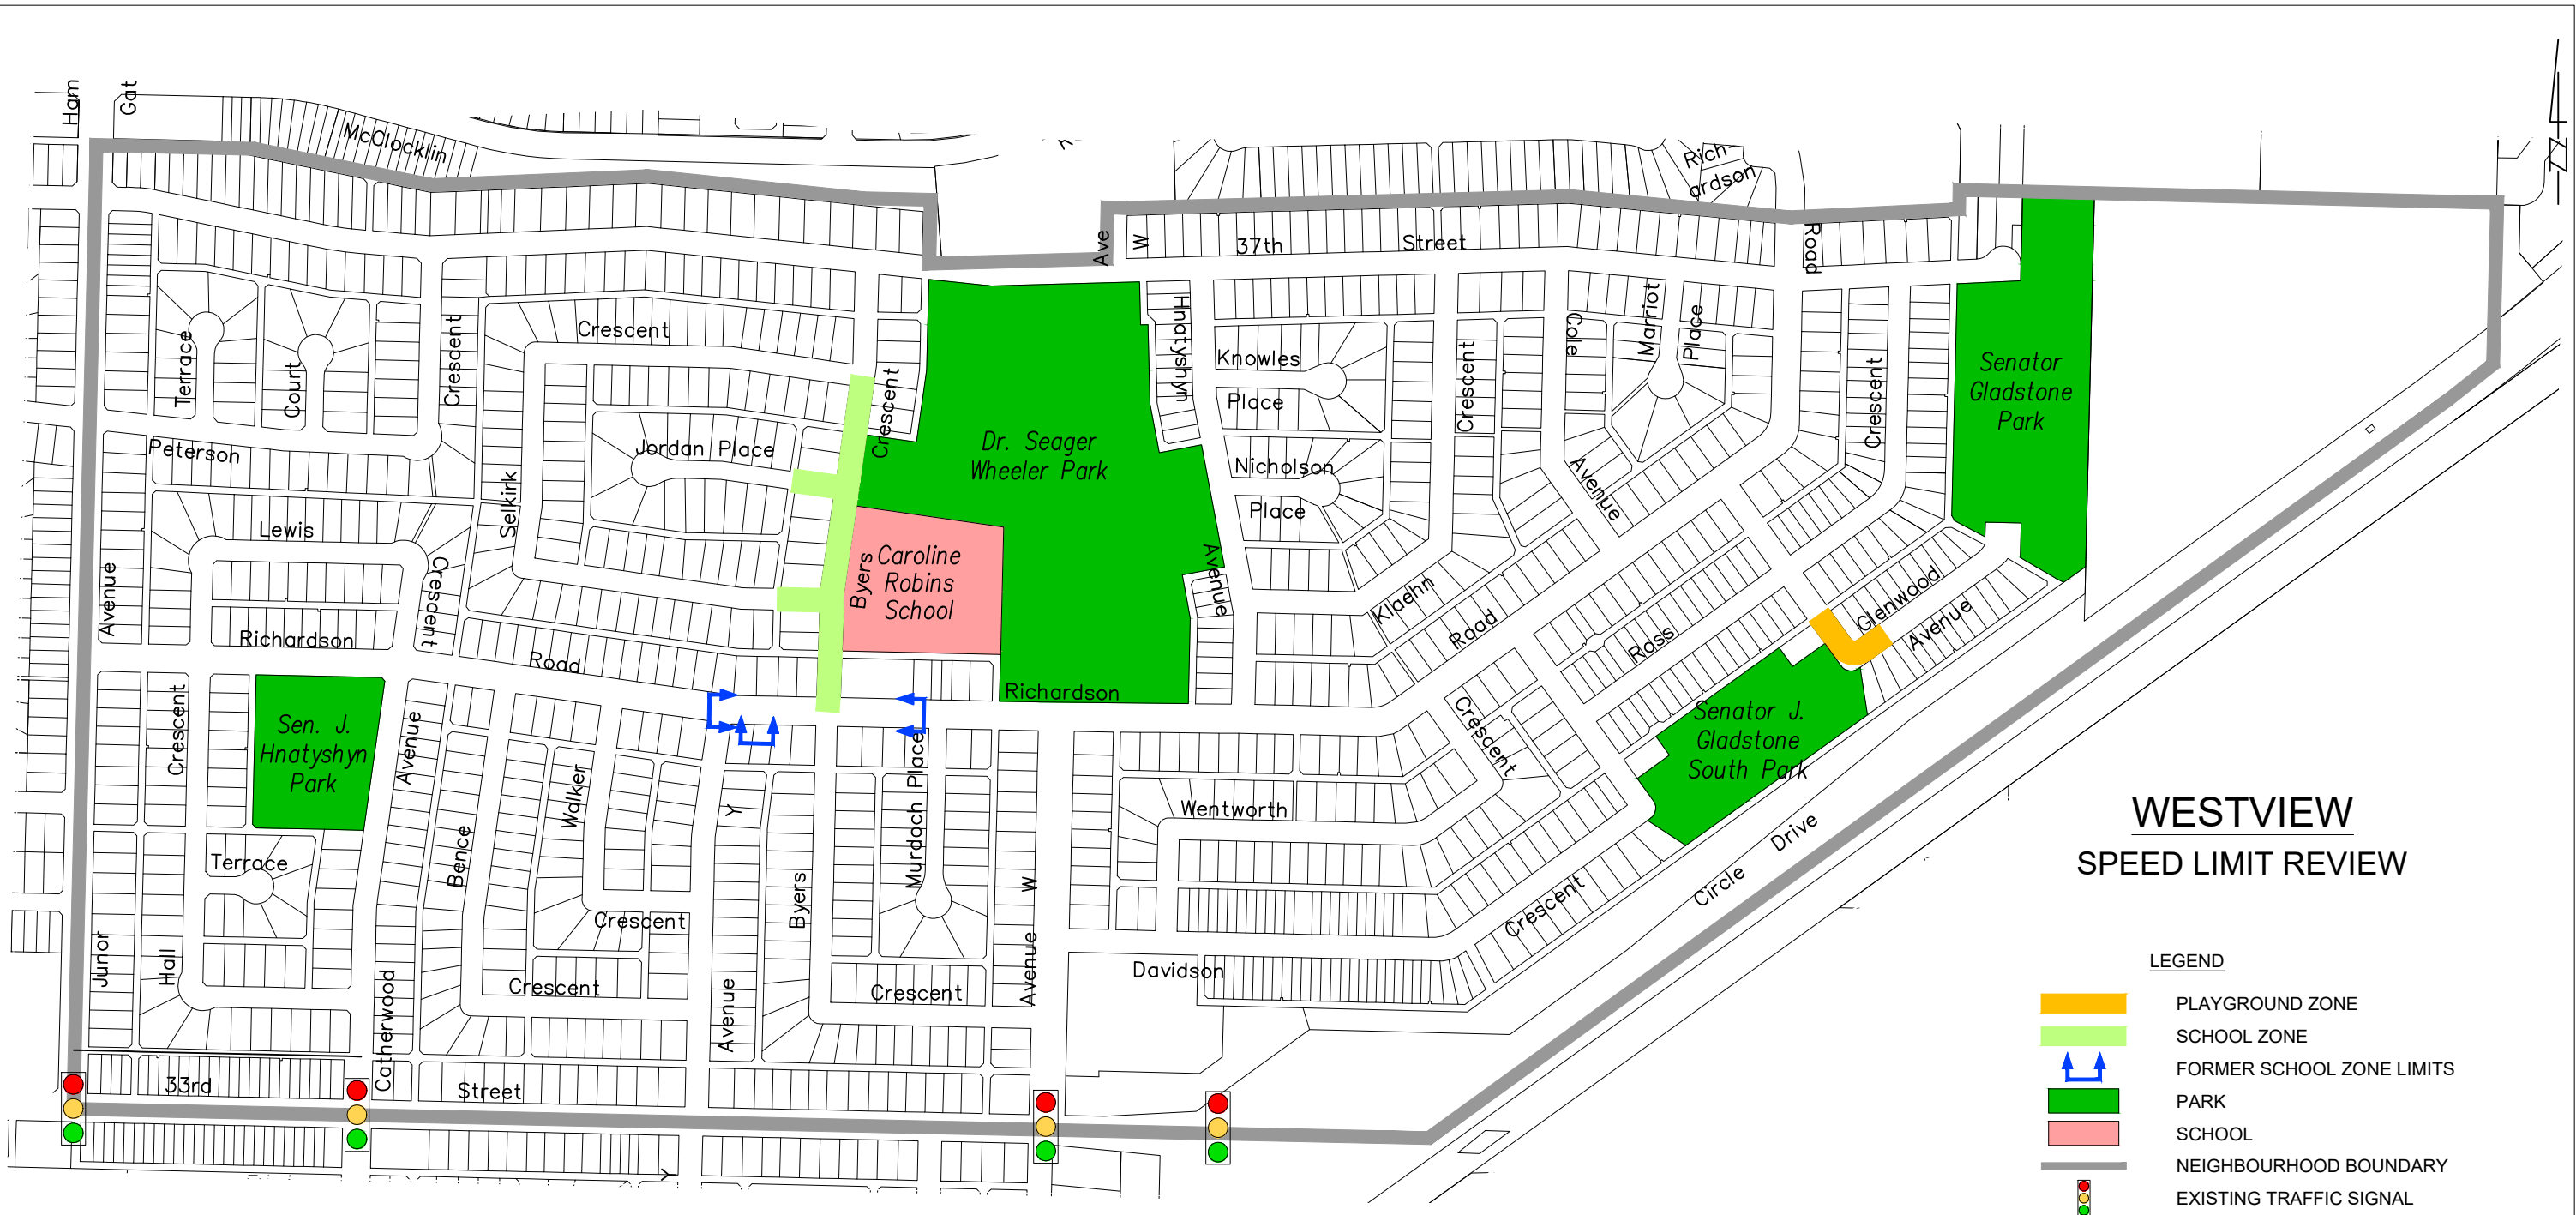 Ham
Gat
McClocklin
Rich-
ardson
Ave
W
37th
Street
Road
Hnatyshyn
Crescent
Crescent
Terrace
Court
Crescent
Knowles
Place
Crescent
Cole
Marriot
Place
Crescent
Senator
Gladstone
Park
Peterson
Jordan Place
Dr. Seager
Wheeler Park
Nicholson
Place
Avenue
Selkirk
Lewis
Crescent
Byers
Caroline
Robins
School
Avenue
Avenue
Klaehn
Road
Ross
Glenwood
Avenue
Richardson
Road
Richardson
Crescent
Sen. J.
Hnatyshyn
Park
Avenue
Walker
Y
Murdoch Place
Crescent
Senator J.
Gladstone
South Park
Wentworth
Terrace
Bence
Byers
W
Crescent
Crescent
Circle
Drive
Junor
Hall
Catherwood
Crescent
Avenue
Crescent
Avenue
Davidson
33rd
Street
Y
WESTVIEW
SPEED LIMIT REVIEW
LEGEND
PLAYGROUND ZONE
SCHOOL ZONE
FORMER SCHOOL ZONE LIMITS
PARK
SCHOOL
NEIGHBOURHOOD BOUNDARY
EXISTING TRAFFIC SIGNAL